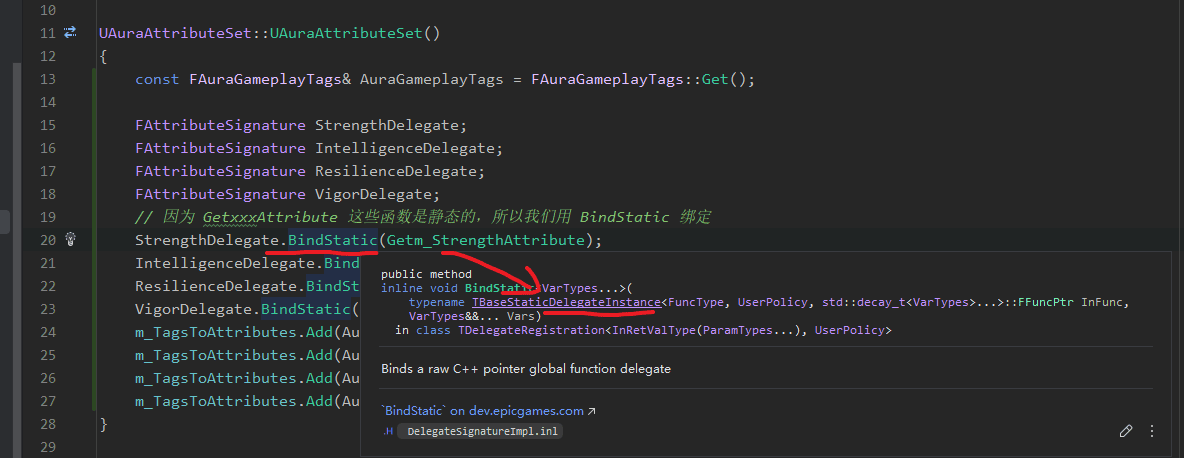 10
11 UAuraAttributeSet::UAuraAttributeSet()
12 {
13 const FAuraGameplayTags& AuraGameplayTags = FAuraGameplayTags::Get();
14
15 FAttributeSignature StrengthDelegate;
16 FAttributeSignature IntelligenceDelegate;
17 FAttributeSignature ResilienceDelegate;
18 FAttributeSignature VigorDelegate;
19 // 因为 GetxxxAttribute 这些函数是静态的，所以我们用 BindStatic 绑定
20 StrengthDelegate.BindStatic(Getm_StrengthAttribute);
21 IntelligenceDelegate.Bind
22 ResilienceDelegate.BindSt
23 VigorDelegate.BindStatic(
24 m_TagsToAttributes.Add(Au
25 m_TagsToAttributes.Add(Au
26 m_TagsToAttributes.Add(Au
27 m_TagsToAttributes.Add(Au
28 }
29
public method
inline void BindStatic<VarTypes...>(
typename TBaseStaticDelegateInstance<FuncType, UserPolicy, std::decay_t<VarTypes>...>::FFuncPtr InFunc,
VarTypes&&... Vars)
in class TDelegateRegistration<InRetValType(ParamTypes...), UserPolicy>
Binds a raw C++ pointer global function delegate
`BindStatic` on dev.epicgames.com ↗
.H DelegateSignatureImpl.inl